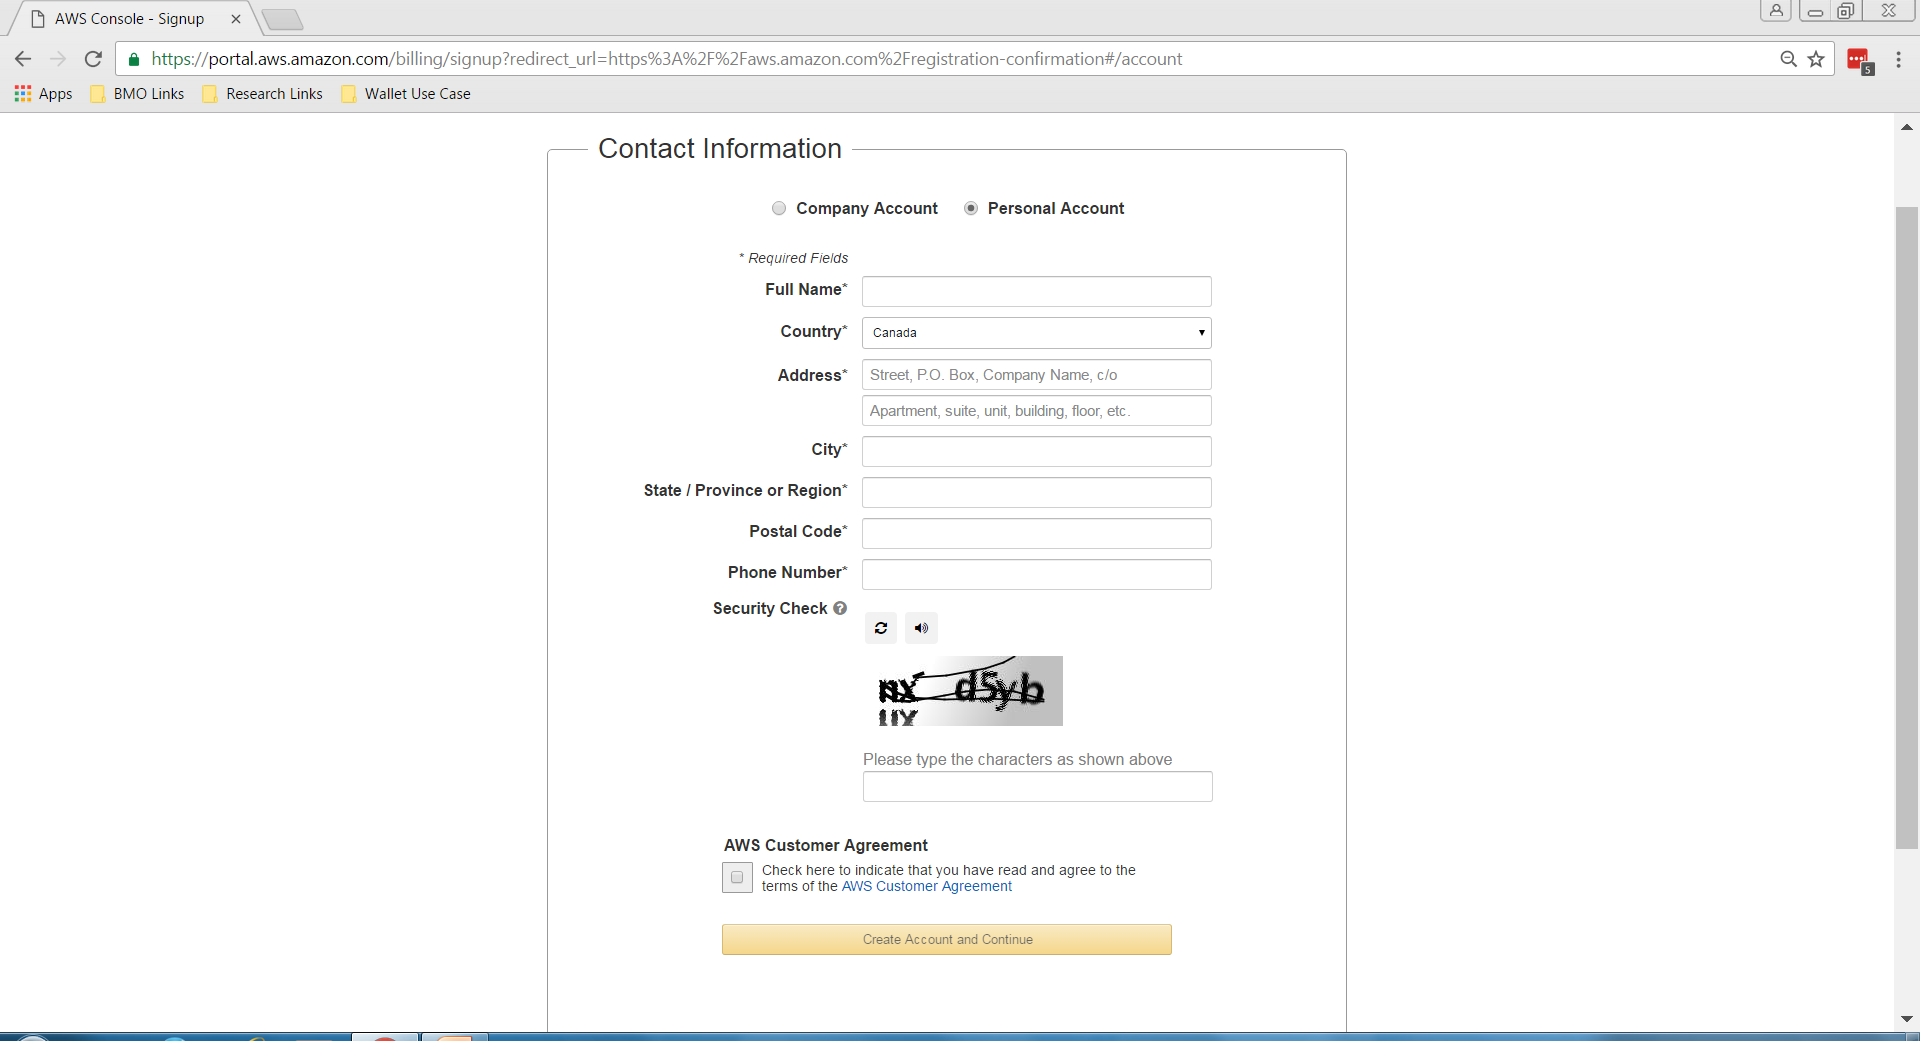 AWS Console - Signup
https://portal.aws.amazon.com/billing/signup?redirect_url=https%3A%2F%2Faws.amazon.com%2Fregistration-confirmation#/account
5
Apps BMO Links Research Links Wallet Use Case
Contact Information
Company Account Personal Account
* Required Fields
Full Name*
Country* Canada
Address* Street, P.O. Box, Company Name, c/o
Apartment, suite, unit, building, floor, etc.
City*
State / Province or Region*
Postal Code*
Phone Number*
Security Check ?
Please type the characters as shown above
AWS Customer Agreement
Check here to indicate that you have read and agree to the
terms of the AWS Customer Agreement
Create Account and Continue